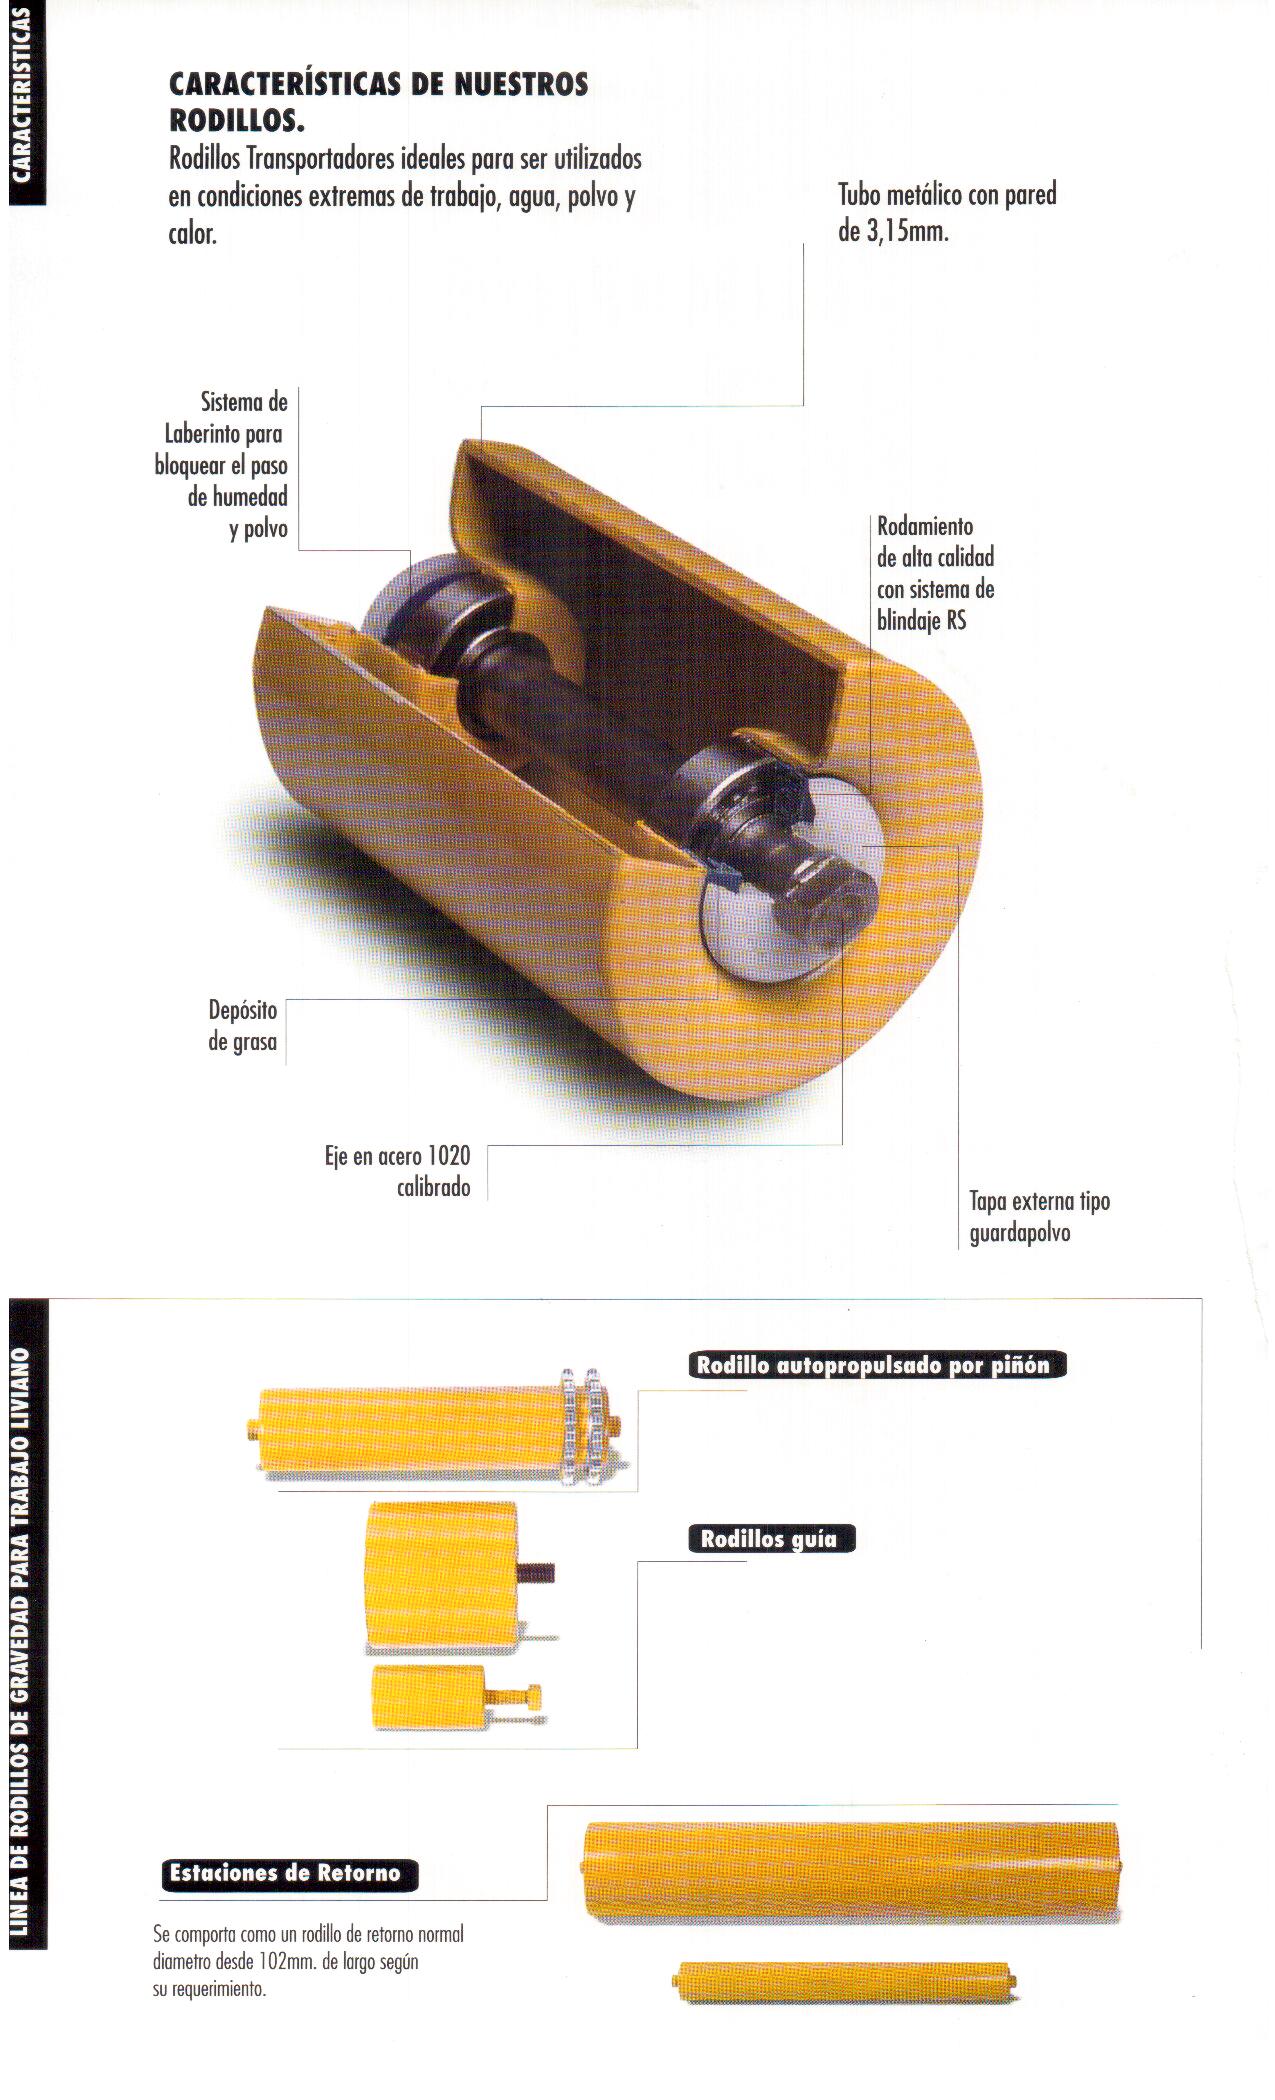 CARACTERISTICAS
CARACTERÍSTICAS DE NUESTROS
RODILLOS.
Rodillos Transportadores ideales para ser utilizados
en condiciones extremas de trabajo, agua, polvo y
calor.
Tubo metálico con pared
de 3,15mm.
Sistema de
Laberinto para
bloquear el paso
de humedad
y polvo
Rodamiento
de alta calidad
con sistema de
blindaje RS
Depósito
de grasa
Eje en acero 1020
calibrado
Tapa externa tipo
guardapolvo
LINEA DE RODILLOS DE GRAVEDAD PARA TRABAJO LIVIANO
Rodillo autopropulsado por piñón
Rodillos guía
Estaciones de Retorno
Se comporta como un rodillo de retorno normal
diametro desde 102mm. de largo según
su requerimiento.